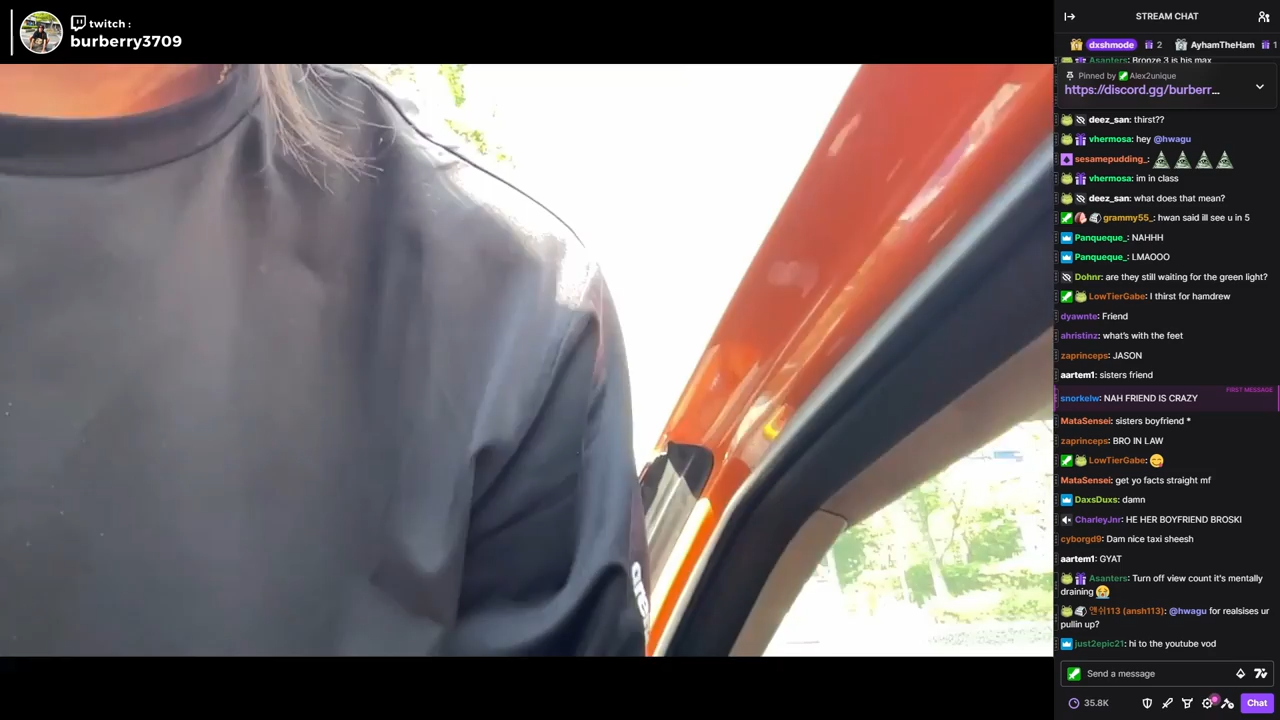 twitch :
burberry3709
STREAM CHAT
dxshmode 2 AyhamTheHam 1
Asanters: Bronze 3 is his max
Pinned by Alex2unique
https://discord.gg/burberr...
deez_san: thirst??
vhermosa: hey @hwagu
sesamepudding_:
vhermosa: im in class
deez_san: what does that mean?
grammy55_: hwan said ill see u in 5
Panqueque_: NAHHH
Panqueque_: LMAOOO
Dohnr: are they still waiting for the green light?
LowTierGabe: I thirst for hamdrew
dyawnte: Friend
ahristinz: what's with the feet
zaprinceps: JASON
aartem1: sisters friend
FIRST MESSAGE
snorkelw: NAH FRIEND IS CRAZY
MataSensei: sisters boyfriend *
zaprinceps: BRO IN LAW
LowTierGabe: 😋
MataSensei: get yo facts straight mf
DaxsDuxs: damn
CharleyJnr: HE HER BOYFRIEND BROSKI
cyborgd9: Dam nice taxi sheesh
aartem1: GYAT
Asanters: Turn off view count it's mentally
draining 😭
맨쉬113 (ansh113): @hwagu for realsises ur
pullin up?
just2epic21: hi to the youtube vod
Send a message
35.8K
Chat